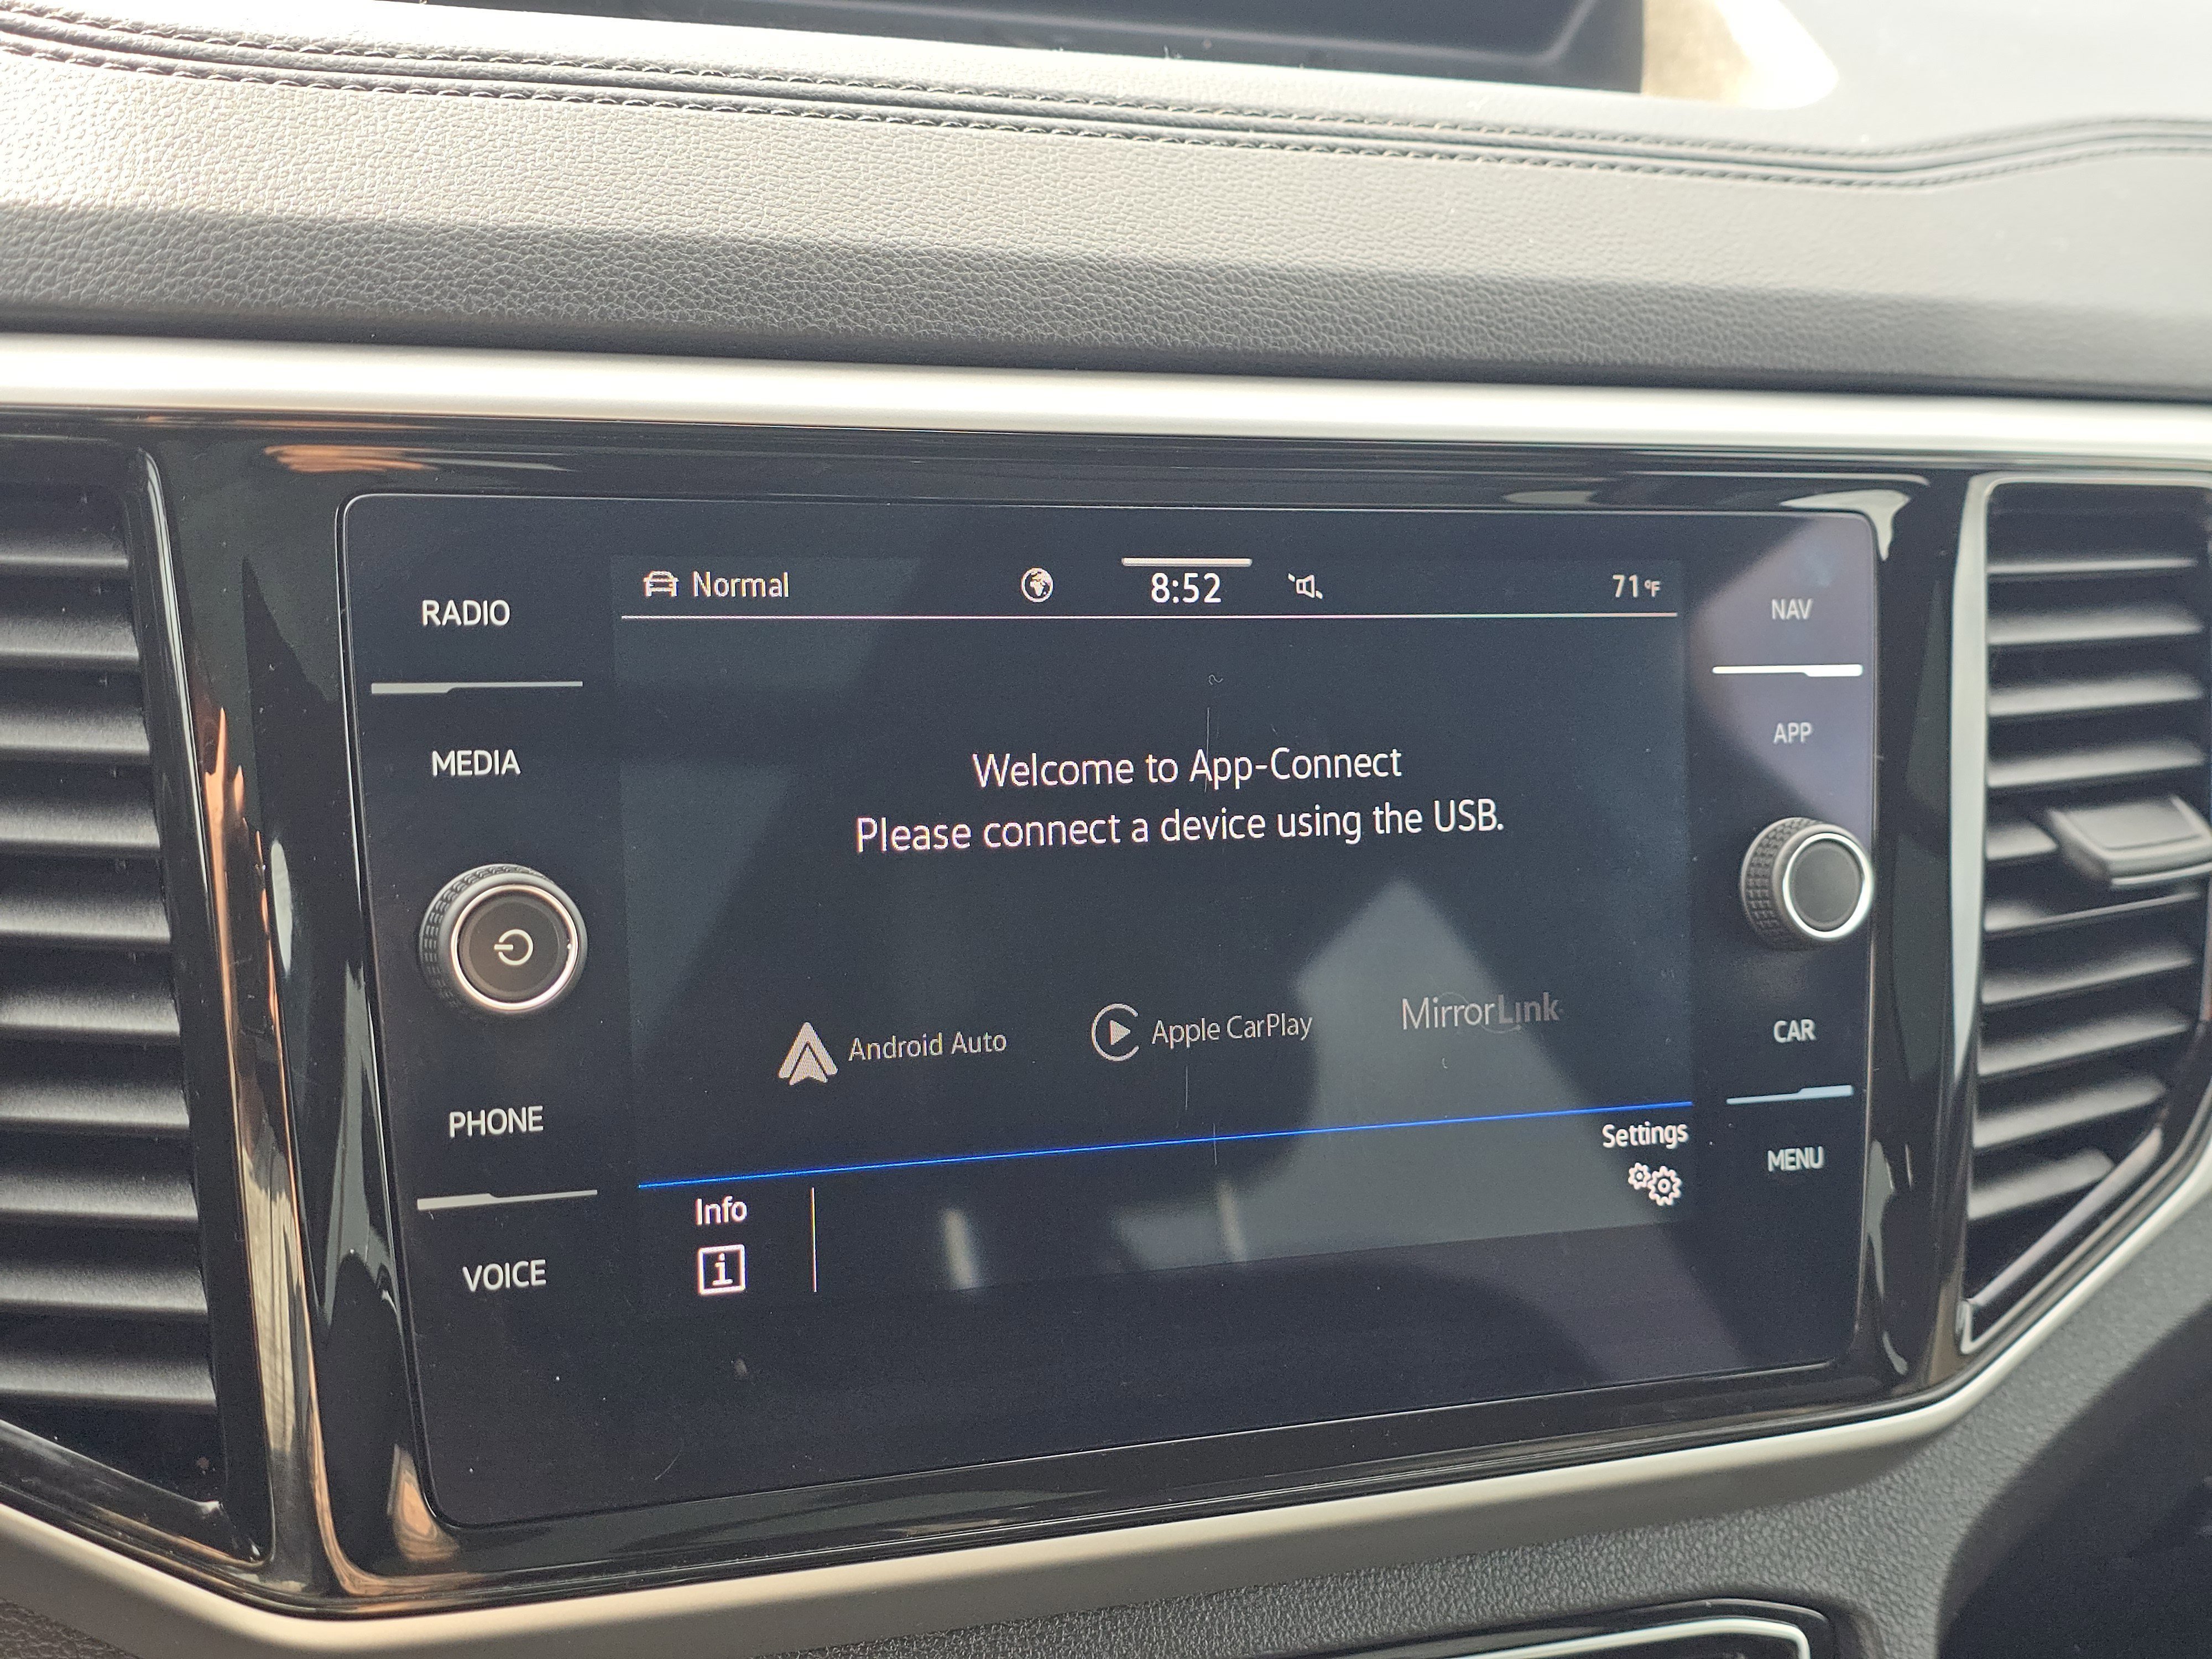 RADIO
MEDIA
PHONE
VOICE
Normal
8:52
71°F
Welcome to App-Connect
Please connect a device using the USB.
Android Auto
Apple CarPlay
MirrorLink
Settings
Info
i
NAV
APP
CAR
MENU